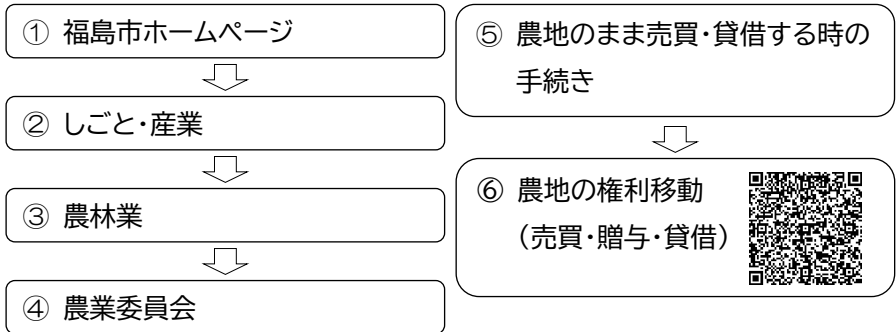 ① 福島市ホームページ
② しごと・産業
③ 農林業
④ 農業委員会
⑤ 農地のまま売買・貸借する時の
手続き
⑥ 農地の権利移動
(売買・贈与・貸借)